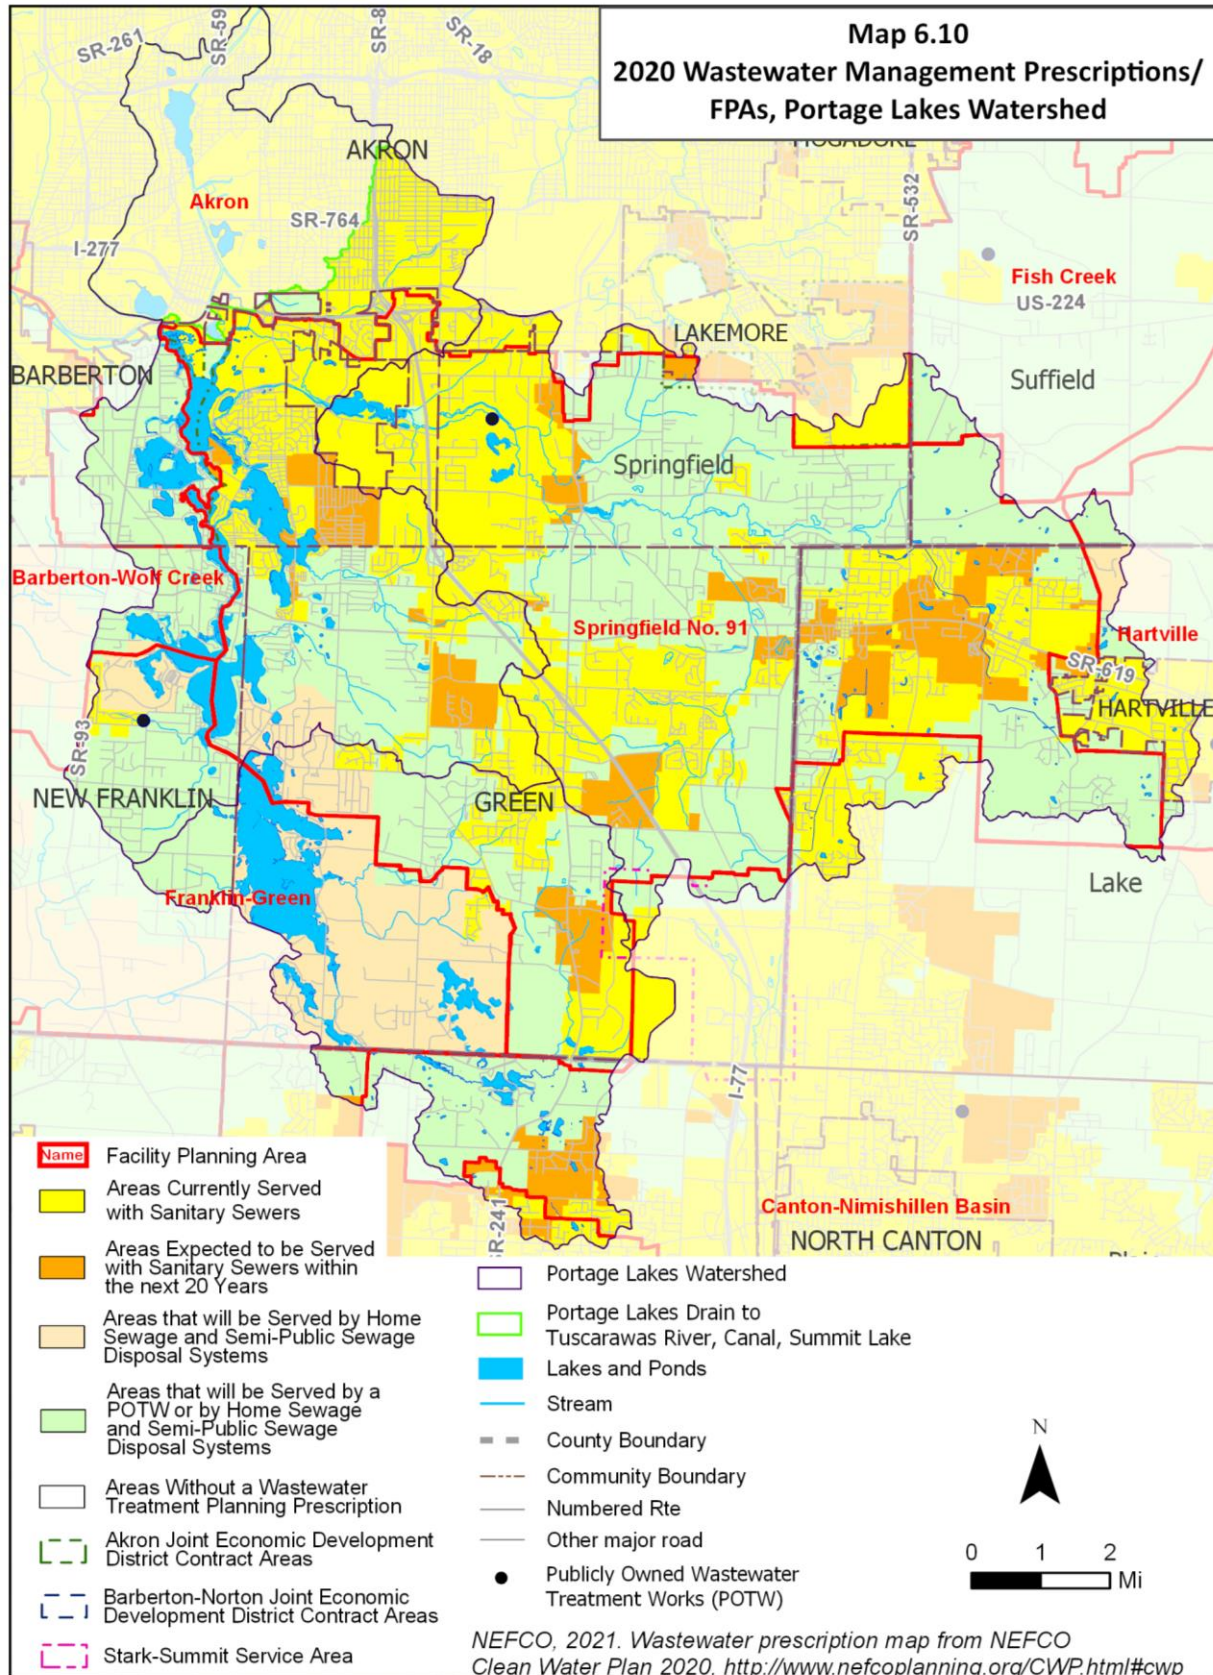 Map 6.10
2020 Wastewater Management Prescriptions/
FPAs, Portage Lakes Watershed
SR-261
SR-59
SR-8
SR-18
MOGADORE
AKRON
SR-532
Akron
SR-764
I-277
Fish Creek
US-224
LAKEMORE
BARBERTON
Suffield
Springfield
Barberton-Wolf Creek
Springfield No. 91
Hartville
SR-619
HARTVILLE
SR-93
NEW FRANKLIN
GREEN
Franklin-Green
Lake
I-77
SR-241
Canton-Nimishillen Basin
NORTH CANTON
Name
Facility Planning Area
Areas Currently Served
with Sanitary Sewers
Areas Expected to be Served
with Sanitary Sewers within
the next 20 Years
Areas that will be Served by Home
Sewage and Semi-Public Sewage
Disposal Systems
Areas that will be Served by a
POTW or by Home Sewage
and Semi-Public Sewage
Disposal Systems
Areas Without a Wastewater
Treatment Planning Prescription
Akron Joint Economic Development
District Contract Areas
Barberton-Norton Joint Economic
Development District Contract Areas
Stark-Summit Service Area
Portage Lakes Watershed
Portage Lakes Drain to
Tuscarawas River, Canal, Summit Lake
Lakes and Ponds
Stream
County Boundary
Community Boundary
Numbered Rte
Other major road
Publicly Owned Wastewater
Treatment Works (POTW)
N
0 1 2
Mi
NEFCO, 2021. Wastewater prescription map from NEFCO
Clean Water Plan 2020. http://www.nefcoplanning.org/CWP.html#cwp